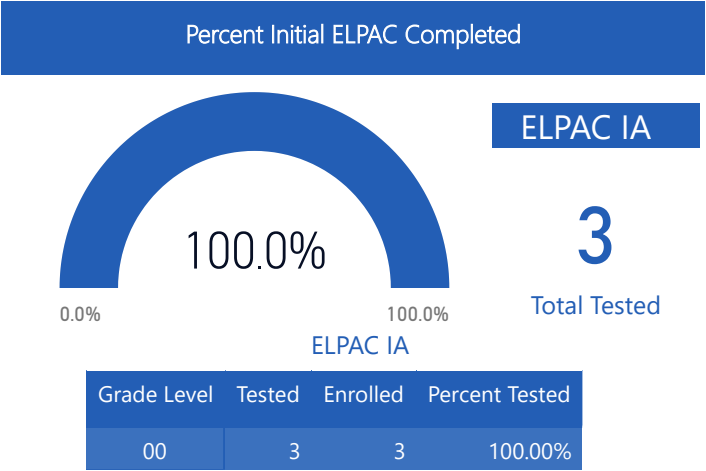 Percent Initial ELPAC Completed
ELPAC IA
100.0%
0.0% 100.0%
3
Total Tested
ELPAC IA
Grade Level Tested Enrolled Percent Tested
00 3 3 100.00%